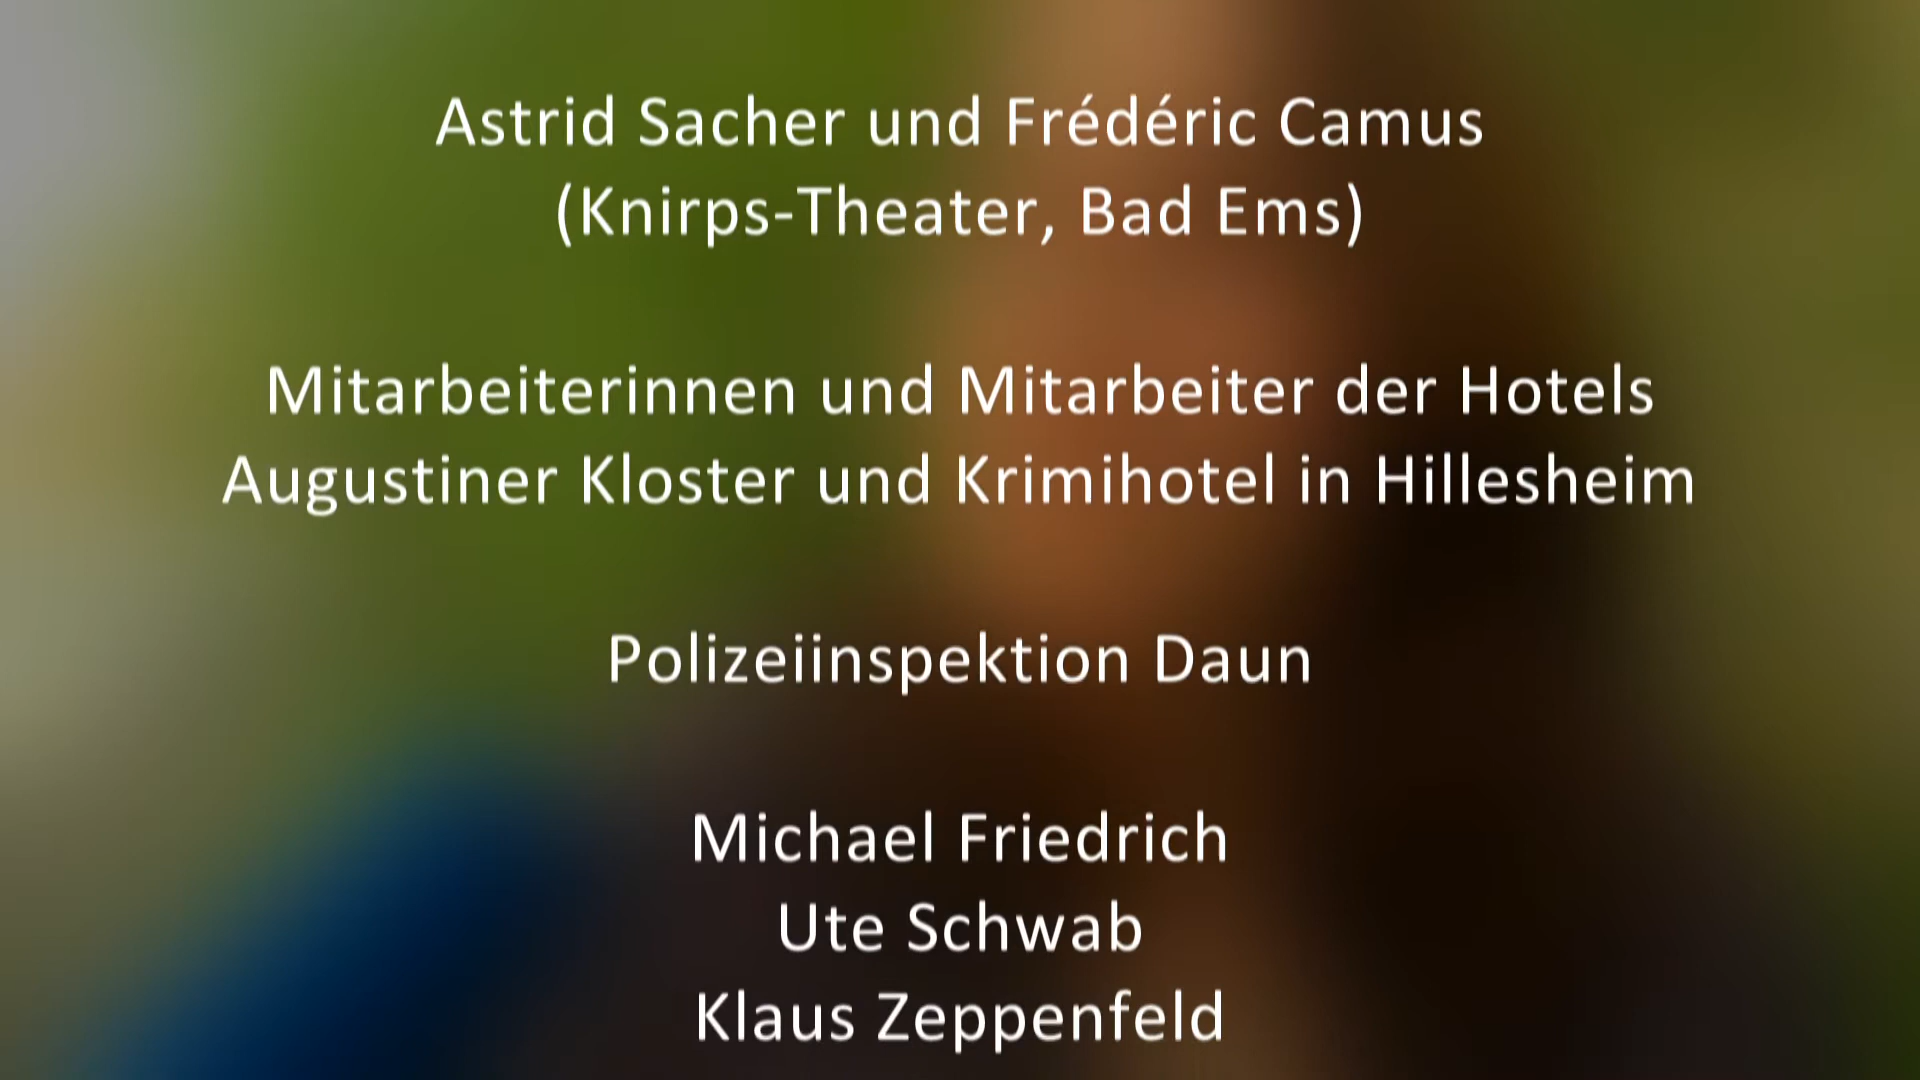 Astrid Sacher und Frédéric Camus
(Knirps-Theater, Bad Ems)
Mitarbeiterinnen und Mitarbeiter der Hotels
Augustiner Kloster und Krimihotel in Hillesheim
Polizeiinspektion Daun
Michael Friedrich
Ute Schwab
Klaus Zeppenfeld